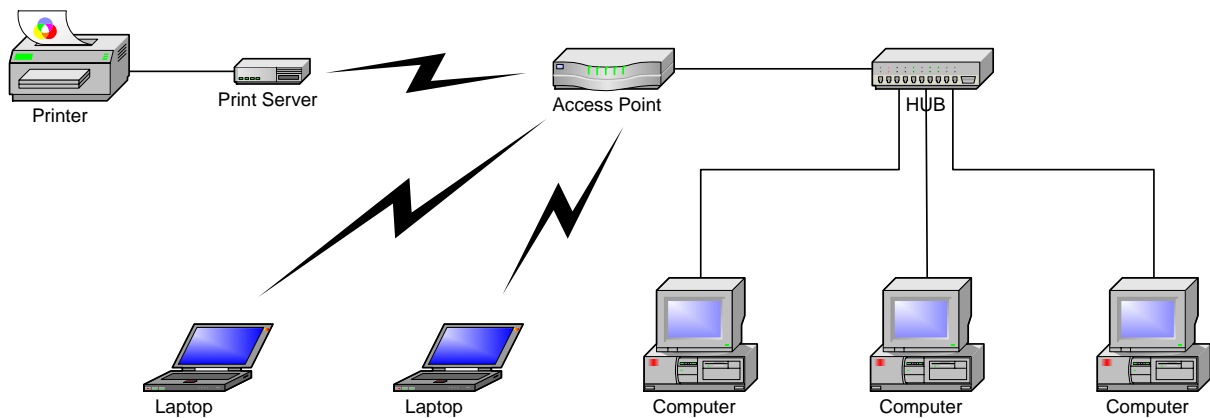 Printer
Print Server
Access Point
HUB
Laptop
Laptop
Computer
Computer
Computer